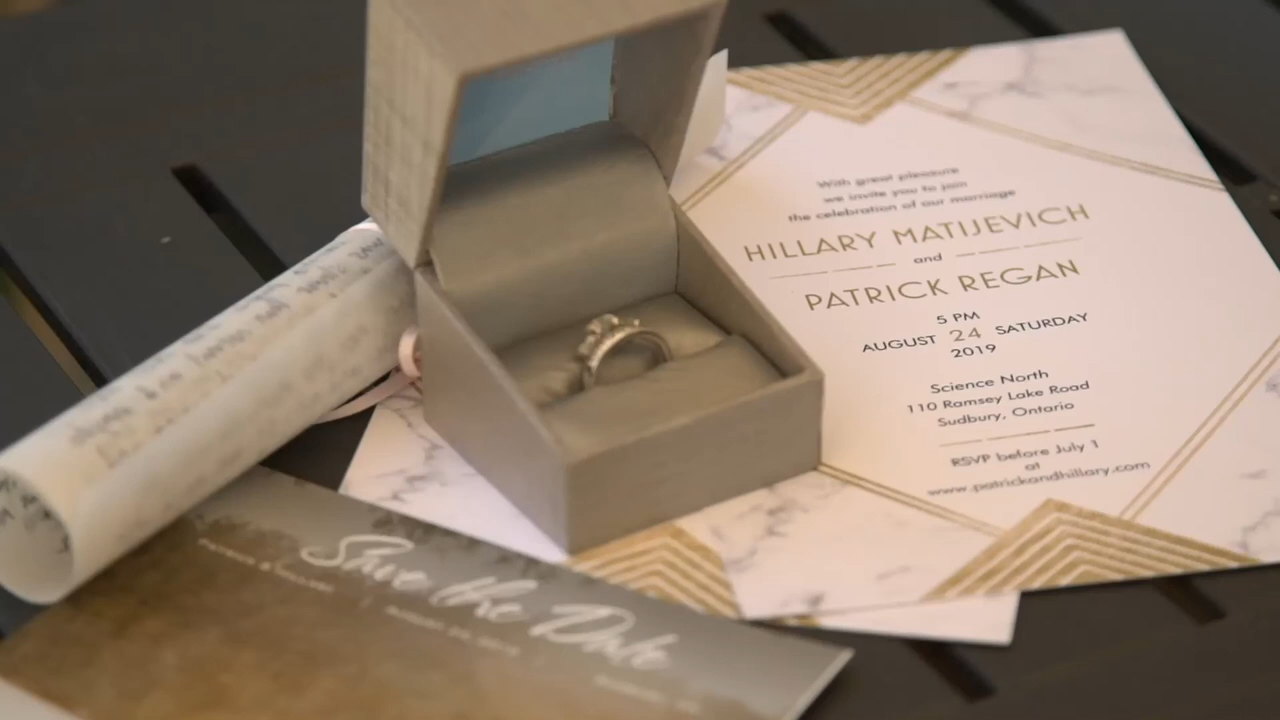 With great pleasure
we invite you to join
the celebration of our marriage
HILLARY MATIJEVICH
and
PATRICK REGAN
5 PM
AUGUST 24 SATURDAY
2019
Science North
110 Ramsey Lake Road
Sudbury, Ontario
RSVP before July 1
at
www.patrickandhillary.com
Save the Date